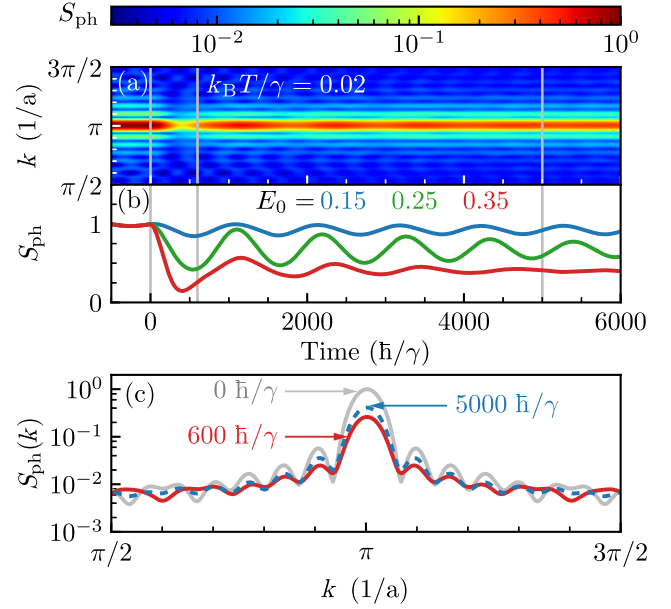 S_ph 10^−2 10^−1 10^0
3π/2 (a) k_B T/γ = 0.02
k (1/a) π
π/2
(b) E_0 = 0.15 0.25 0.35
S_ph 1
0
0 2000 4000 6000
Time (ħ/γ)
(c) 0 ħ/γ
10^0
5000 ħ/γ
S_ph(k) 10^−1 600 ħ/γ
10^−2
10^−3
π/2 π 3π/2
k (1/a)